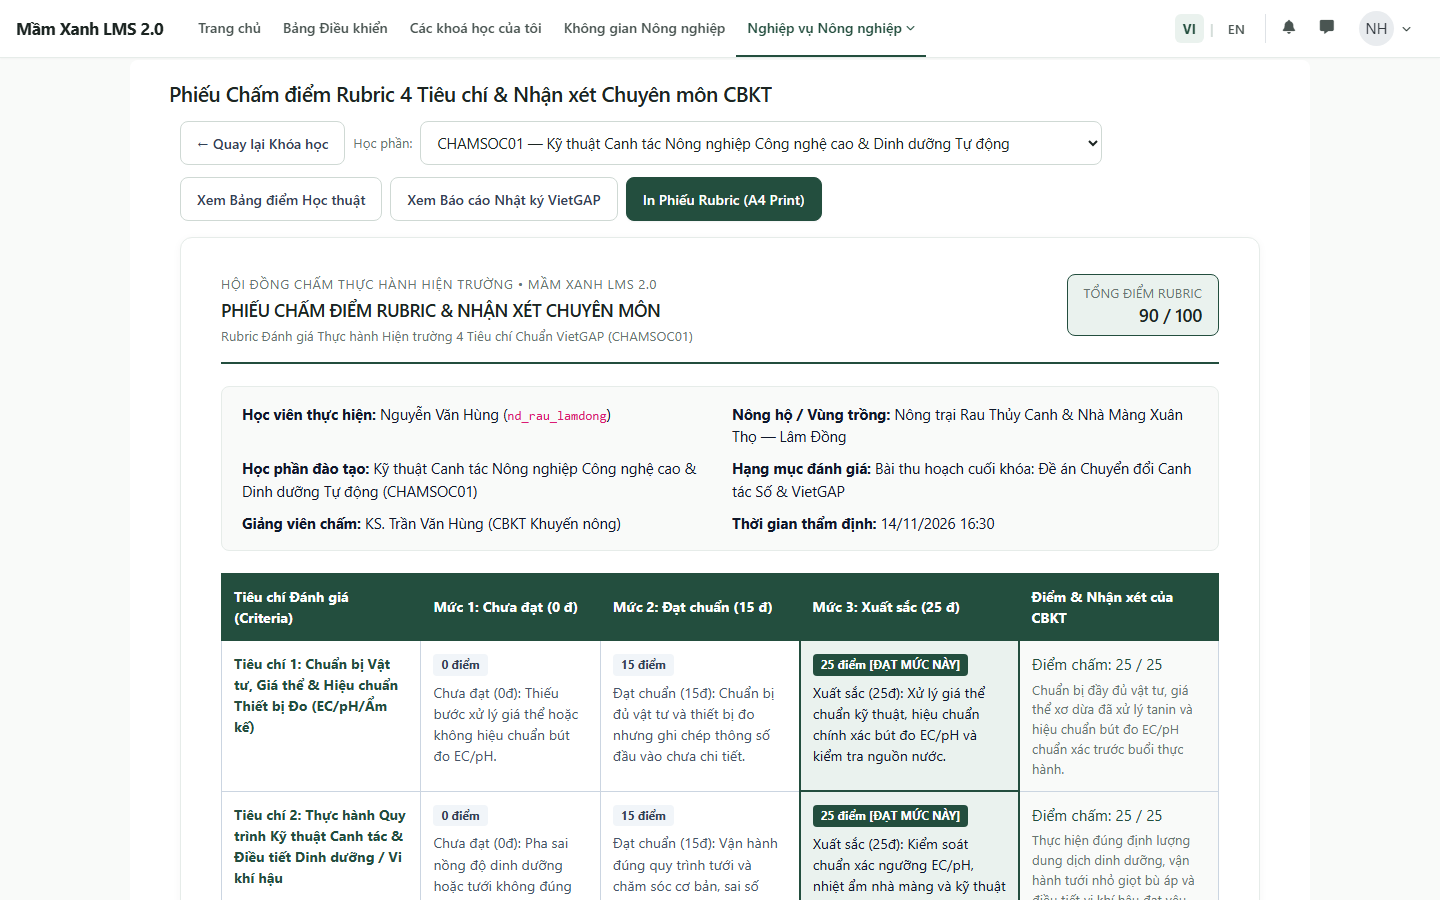 Mầm Xanh LMS 2.0
Trang chủ
Bảng Điều khiển
Các khoá học của tôi
Không gian Nông nghiệp
Nghiệp vụ Nông nghiệp
VI | EN
NH
Phiếu Chấm điểm Rubric 4 Tiêu chí & Nhận xét Chuyên môn CBKT
← Quay lại Khóa học
Học phần:
CHAMSOC01 — Kỹ thuật Canh tác Nông nghiệp Công nghệ cao & Dinh dưỡng Tự động
Xem Bảng điểm Học thuật
Xem Báo cáo Nhật ký VietGAP
In Phiếu Rubric (A4 Print)
HỘI ĐỒNG CHẤM THỰC HÀNH HIỆN TRƯỜNG • MẦM XANH LMS 2.0
PHIẾU CHẤM ĐIỂM RUBRIC & NHẬN XÉT CHUYÊN MÔN
Rubric Đánh giá Thực hành Hiện trường 4 Tiêu chí Chuẩn VietGAP (CHAMSOC01)
TỔNG ĐIỂM RUBRIC
90 / 100
Học viên thực hiện: Nguyễn Văn Hùng (nd_rau_lamdong)
Nông hộ / Vùng trồng: Nông trại Rau Thủy Canh & Nhà Màng Xuân
Thọ — Lâm Đồng
Học phần đào tạo: Kỹ thuật Canh tác Nông nghiệp Công nghệ cao &
Dinh dưỡng Tự động (CHAMSOC01)
Hạng mục đánh giá: Bài thu hoạch cuối khóa: Đề án Chuyển đổi Canh
tác Số & VietGAP
Giảng viên chấm: KS. Trần Văn Hùng (CBKT Khuyến nông)
Thời gian thẩm định: 14/11/2026 16:30
Tiêu chí Đánh giá
(Criteria)
Mức 1: Chưa đạt (0 đ)
Mức 2: Đạt chuẩn (15 đ)
Mức 3: Xuất sắc (25 đ)
Điểm & Nhận xét của
CBKT
Tiêu chí 1: Chuẩn bị Vật
tư, Giá thể & Hiệu chuẩn
Thiết bị Đo (EC/pH/Ẩm
kế)
0 điểm
Chưa đạt (0đ): Thiếu
bước xử lý giá thể hoặc
không hiệu chuẩn bút
đo EC/pH.
15 điểm
Đạt chuẩn (15đ): Chuẩn bị
đủ vật tư và thiết bị đo
nhưng ghi chép thông số
đầu vào chưa chi tiết.
25 điểm [ĐẠT MỨC NÀY]
Xuất sắc (25đ): Xử lý giá thể
chuẩn kỹ thuật, hiệu chuẩn
chính xác bút đo EC/pH và
kiểm tra nguồn nước.
Điểm chấm: 25 / 25
Chuẩn bị đầy đủ vật tư, giá
thể xơ dừa đã xử lý tanin và
hiệu chuẩn bút đo EC/pH
chuẩn xác trước buổi thực
hành.
Tiêu chí 2: Thực hành Quy
trình Kỹ thuật Canh tác &
Điều tiết Dinh dưỡng / Vi
khí hậu
0 điểm
Chưa đạt (0đ): Pha sai
nồng độ dinh dưỡng
hoặc tưới không đúng
15 điểm
Đạt chuẩn (15đ): Vận hành
đúng quy trình tưới và
chăm sóc cơ bản, sai số
25 điểm [ĐẠT MỨC NÀY]
Xuất sắc (25đ): Kiểm soát
chuẩn xác ngưỡng EC/pH,
nhiệt ẩm nhà màng và kỹ thuật
Điểm chấm: 25 / 25
Thực hiện đúng định lượng
dung dịch dinh dưỡng, vận
hành tưới nhỏ giọt bù áp và
điều tiết vi khí hậu đạt yêu